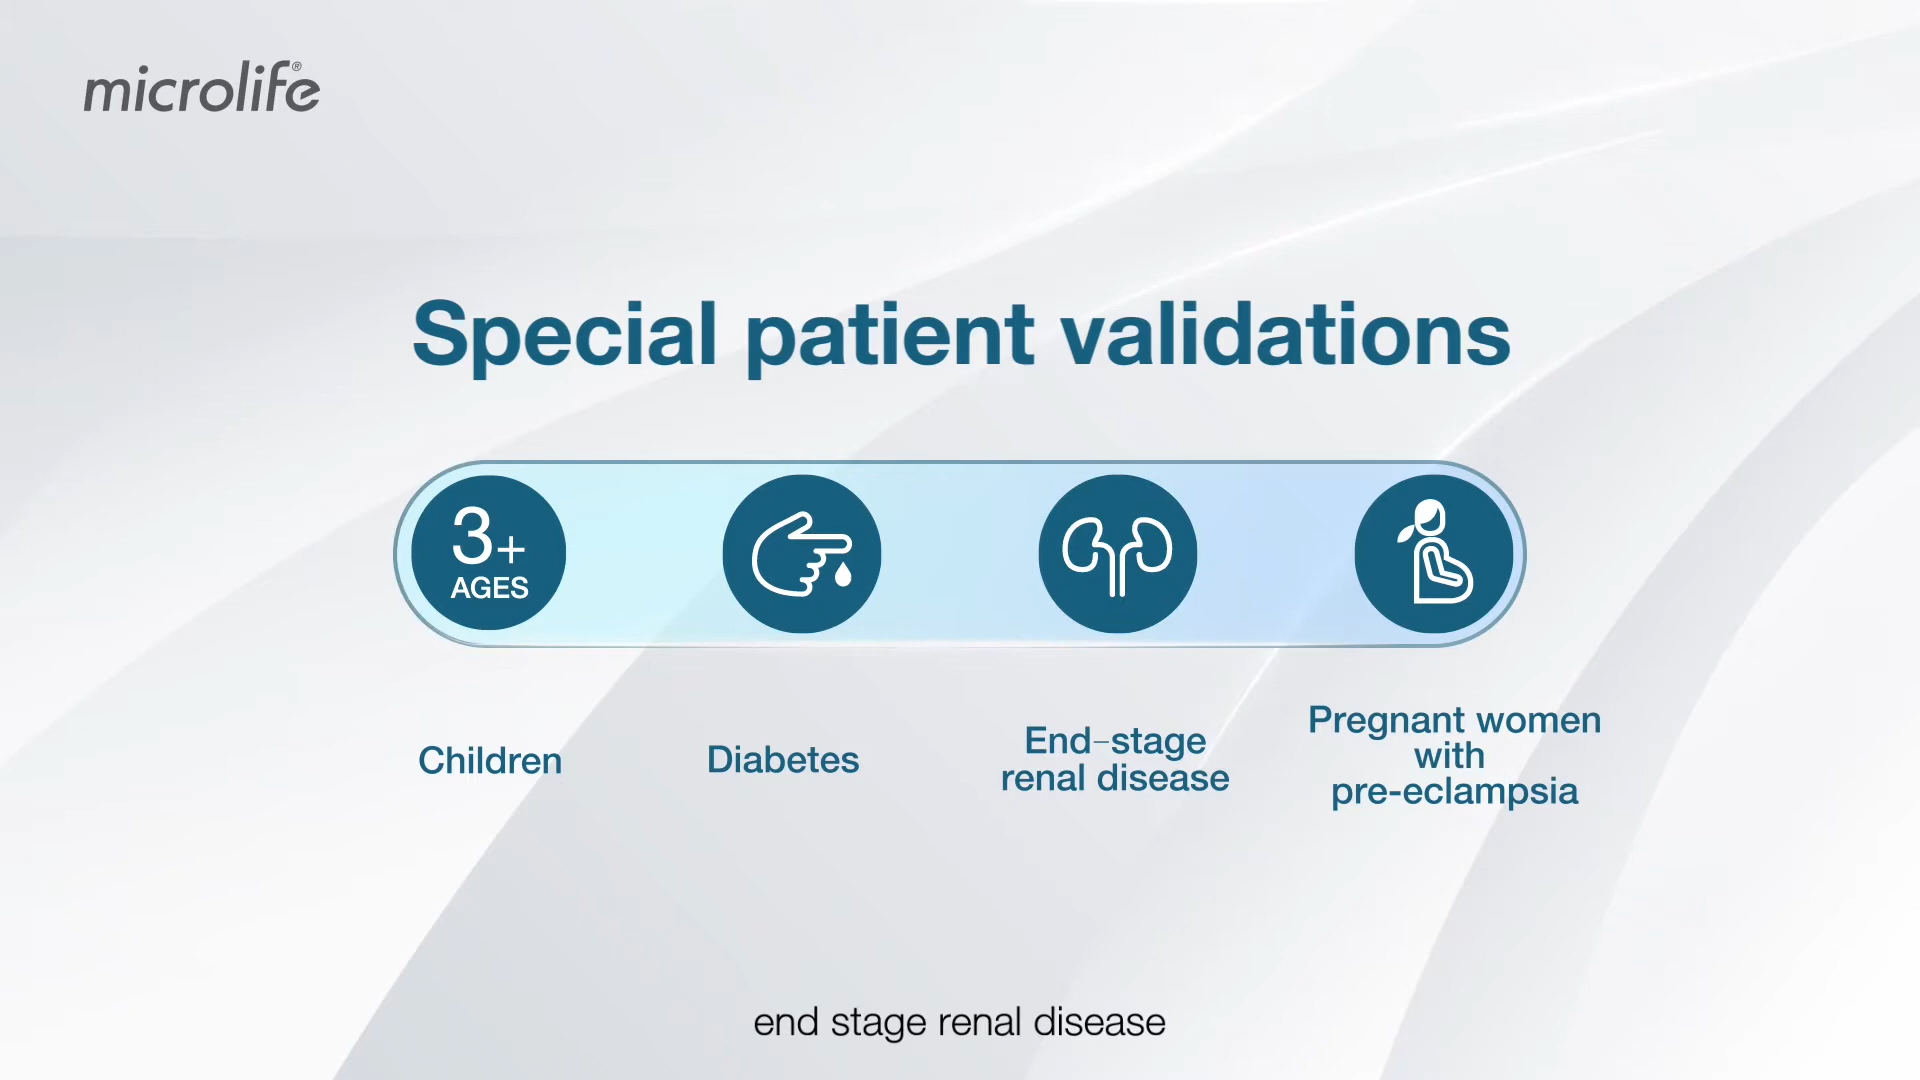 microlife®
Special patient validations
3+
AGES
Children
Diabetes
End–stage
renal disease
Pregnant women
with
pre-eclampsia
end stage renal disease